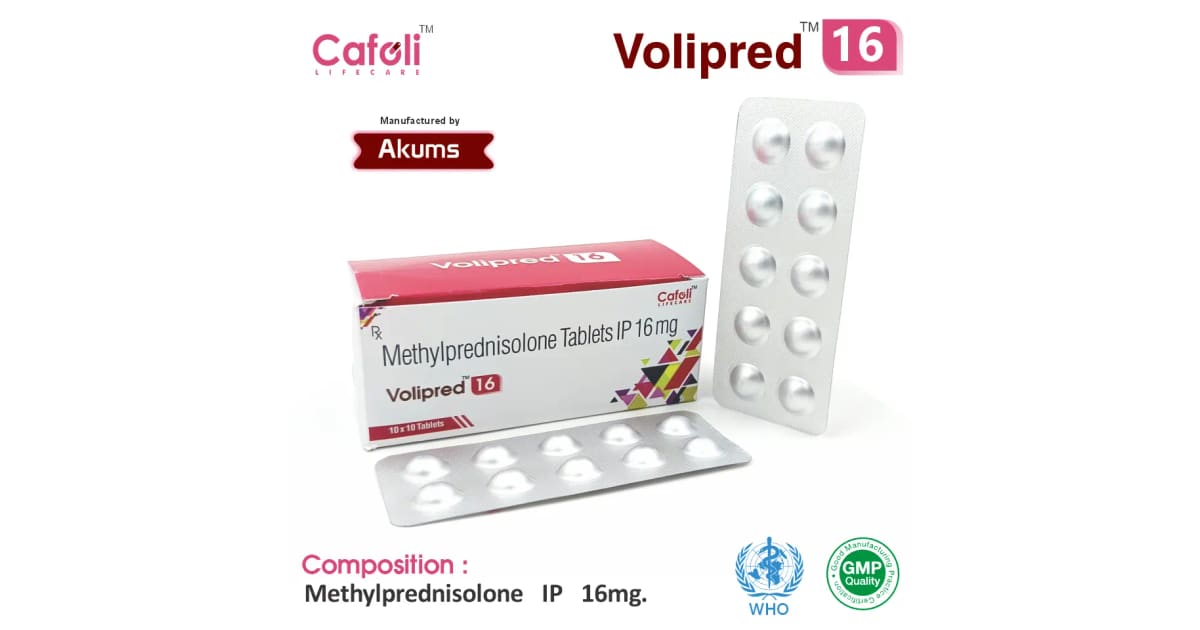 Cafoli™
LIFECARE
Volipred™ 16
Manufactured by
Akums
Volipred 16
Cafoli™
LIFECARE
Rx
Methylprednisolone Tablets IP 16 mg
Volipred™ 16
10 x 10 Tablets
Composition :
Methylprednisolone IP 16mg.
WHO
Good Manufacturing Practice Certification
GMP
Quality